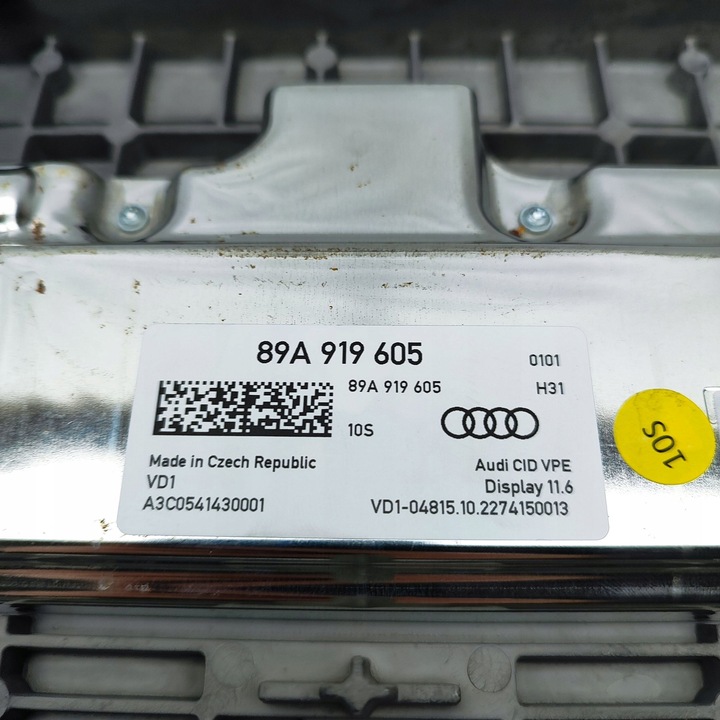 89A 919 605
0101
89A 919 605
H31
10S
Made in Czech Republic
Audi CID VPE
VD1
Display 11.6
A3C0541430001
VD1-04815.10.2274150013
10S